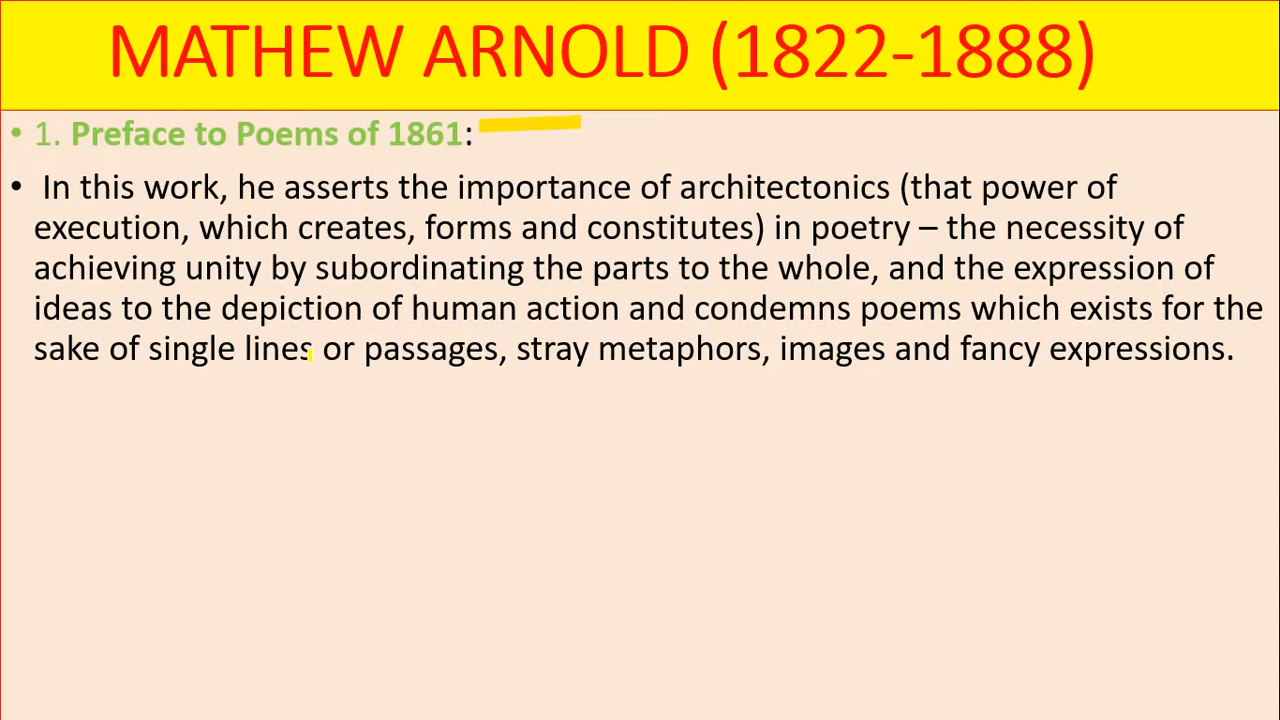 MATHEW ARNOLD (1822-1888)
• 1. Preface to Poems of 1861:
• In this work, he asserts the importance of architectonics (that power of
execution, which creates, forms and constitutes) in poetry – the necessity of
achieving unity by subordinating the parts to the whole, and the expression of
ideas to the depiction of human action and condemns poems which exists for the
sake of single lines or passages, stray metaphors, images and fancy expressions.